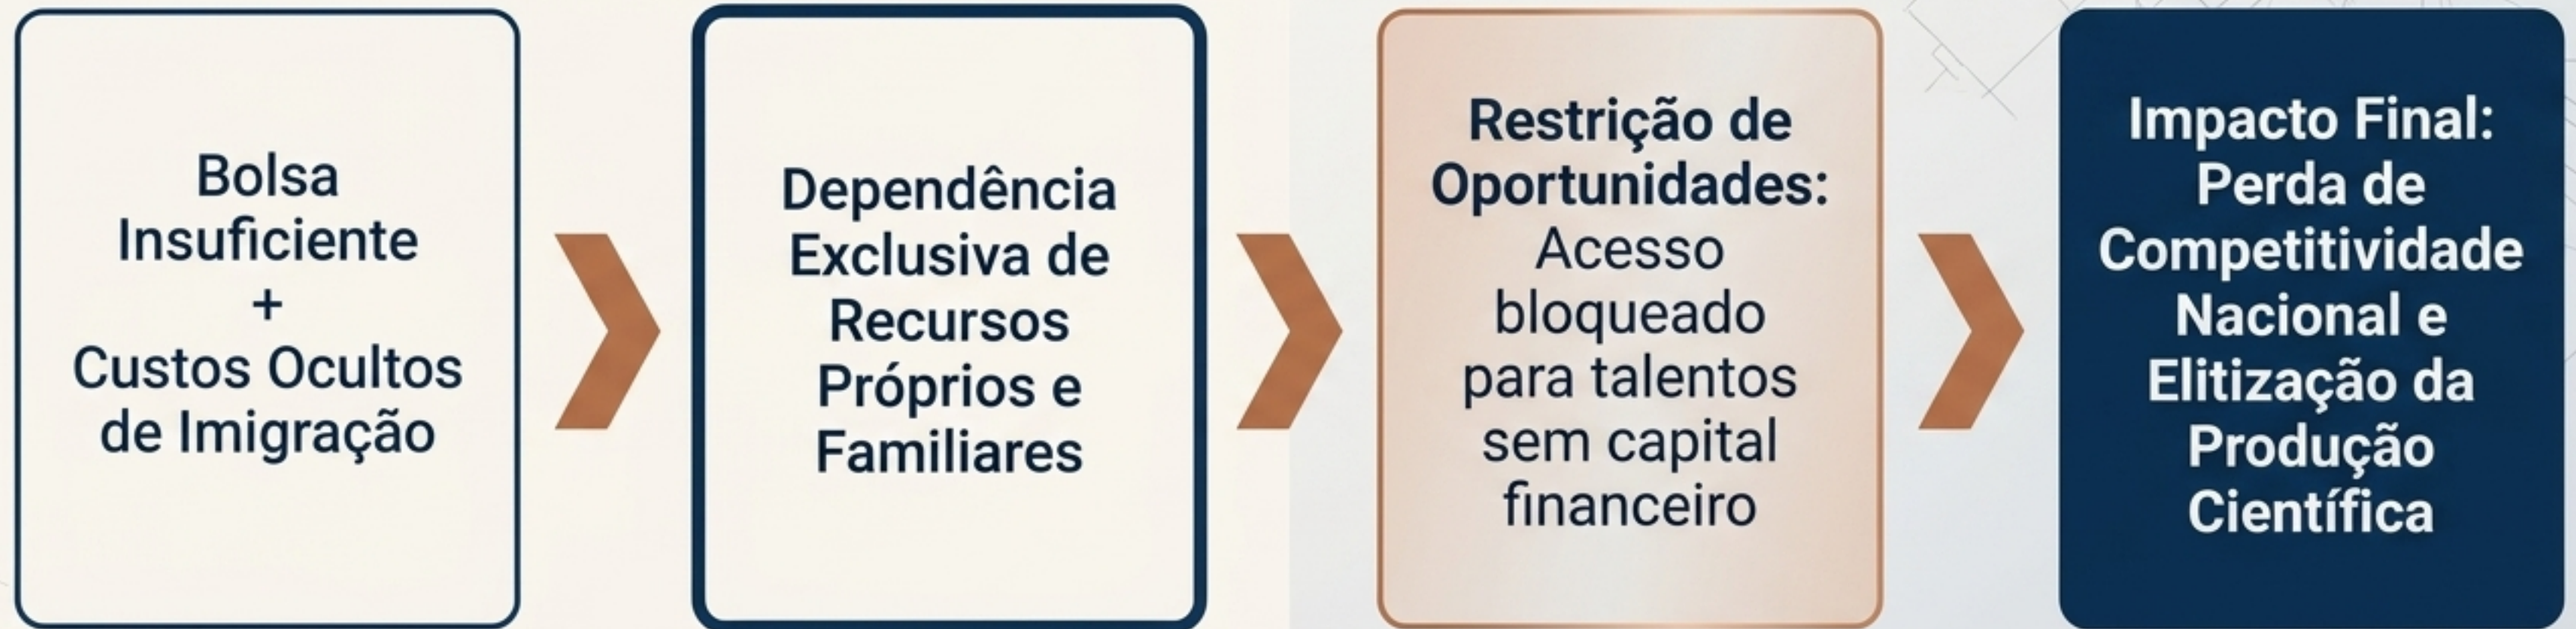 Bolsa
Insuficiente
+
Custos Ocultos
de Imigração
Dependência
Exclusiva de
Recursos
Próprios e
Familiares
Restrição de
Oportunidades:
Acesso
bloqueado
para talentos
sem capital
financeiro
Impacto Final:
Perda de
Competitividade
Nacional e
Elitização da
Produção
Científica